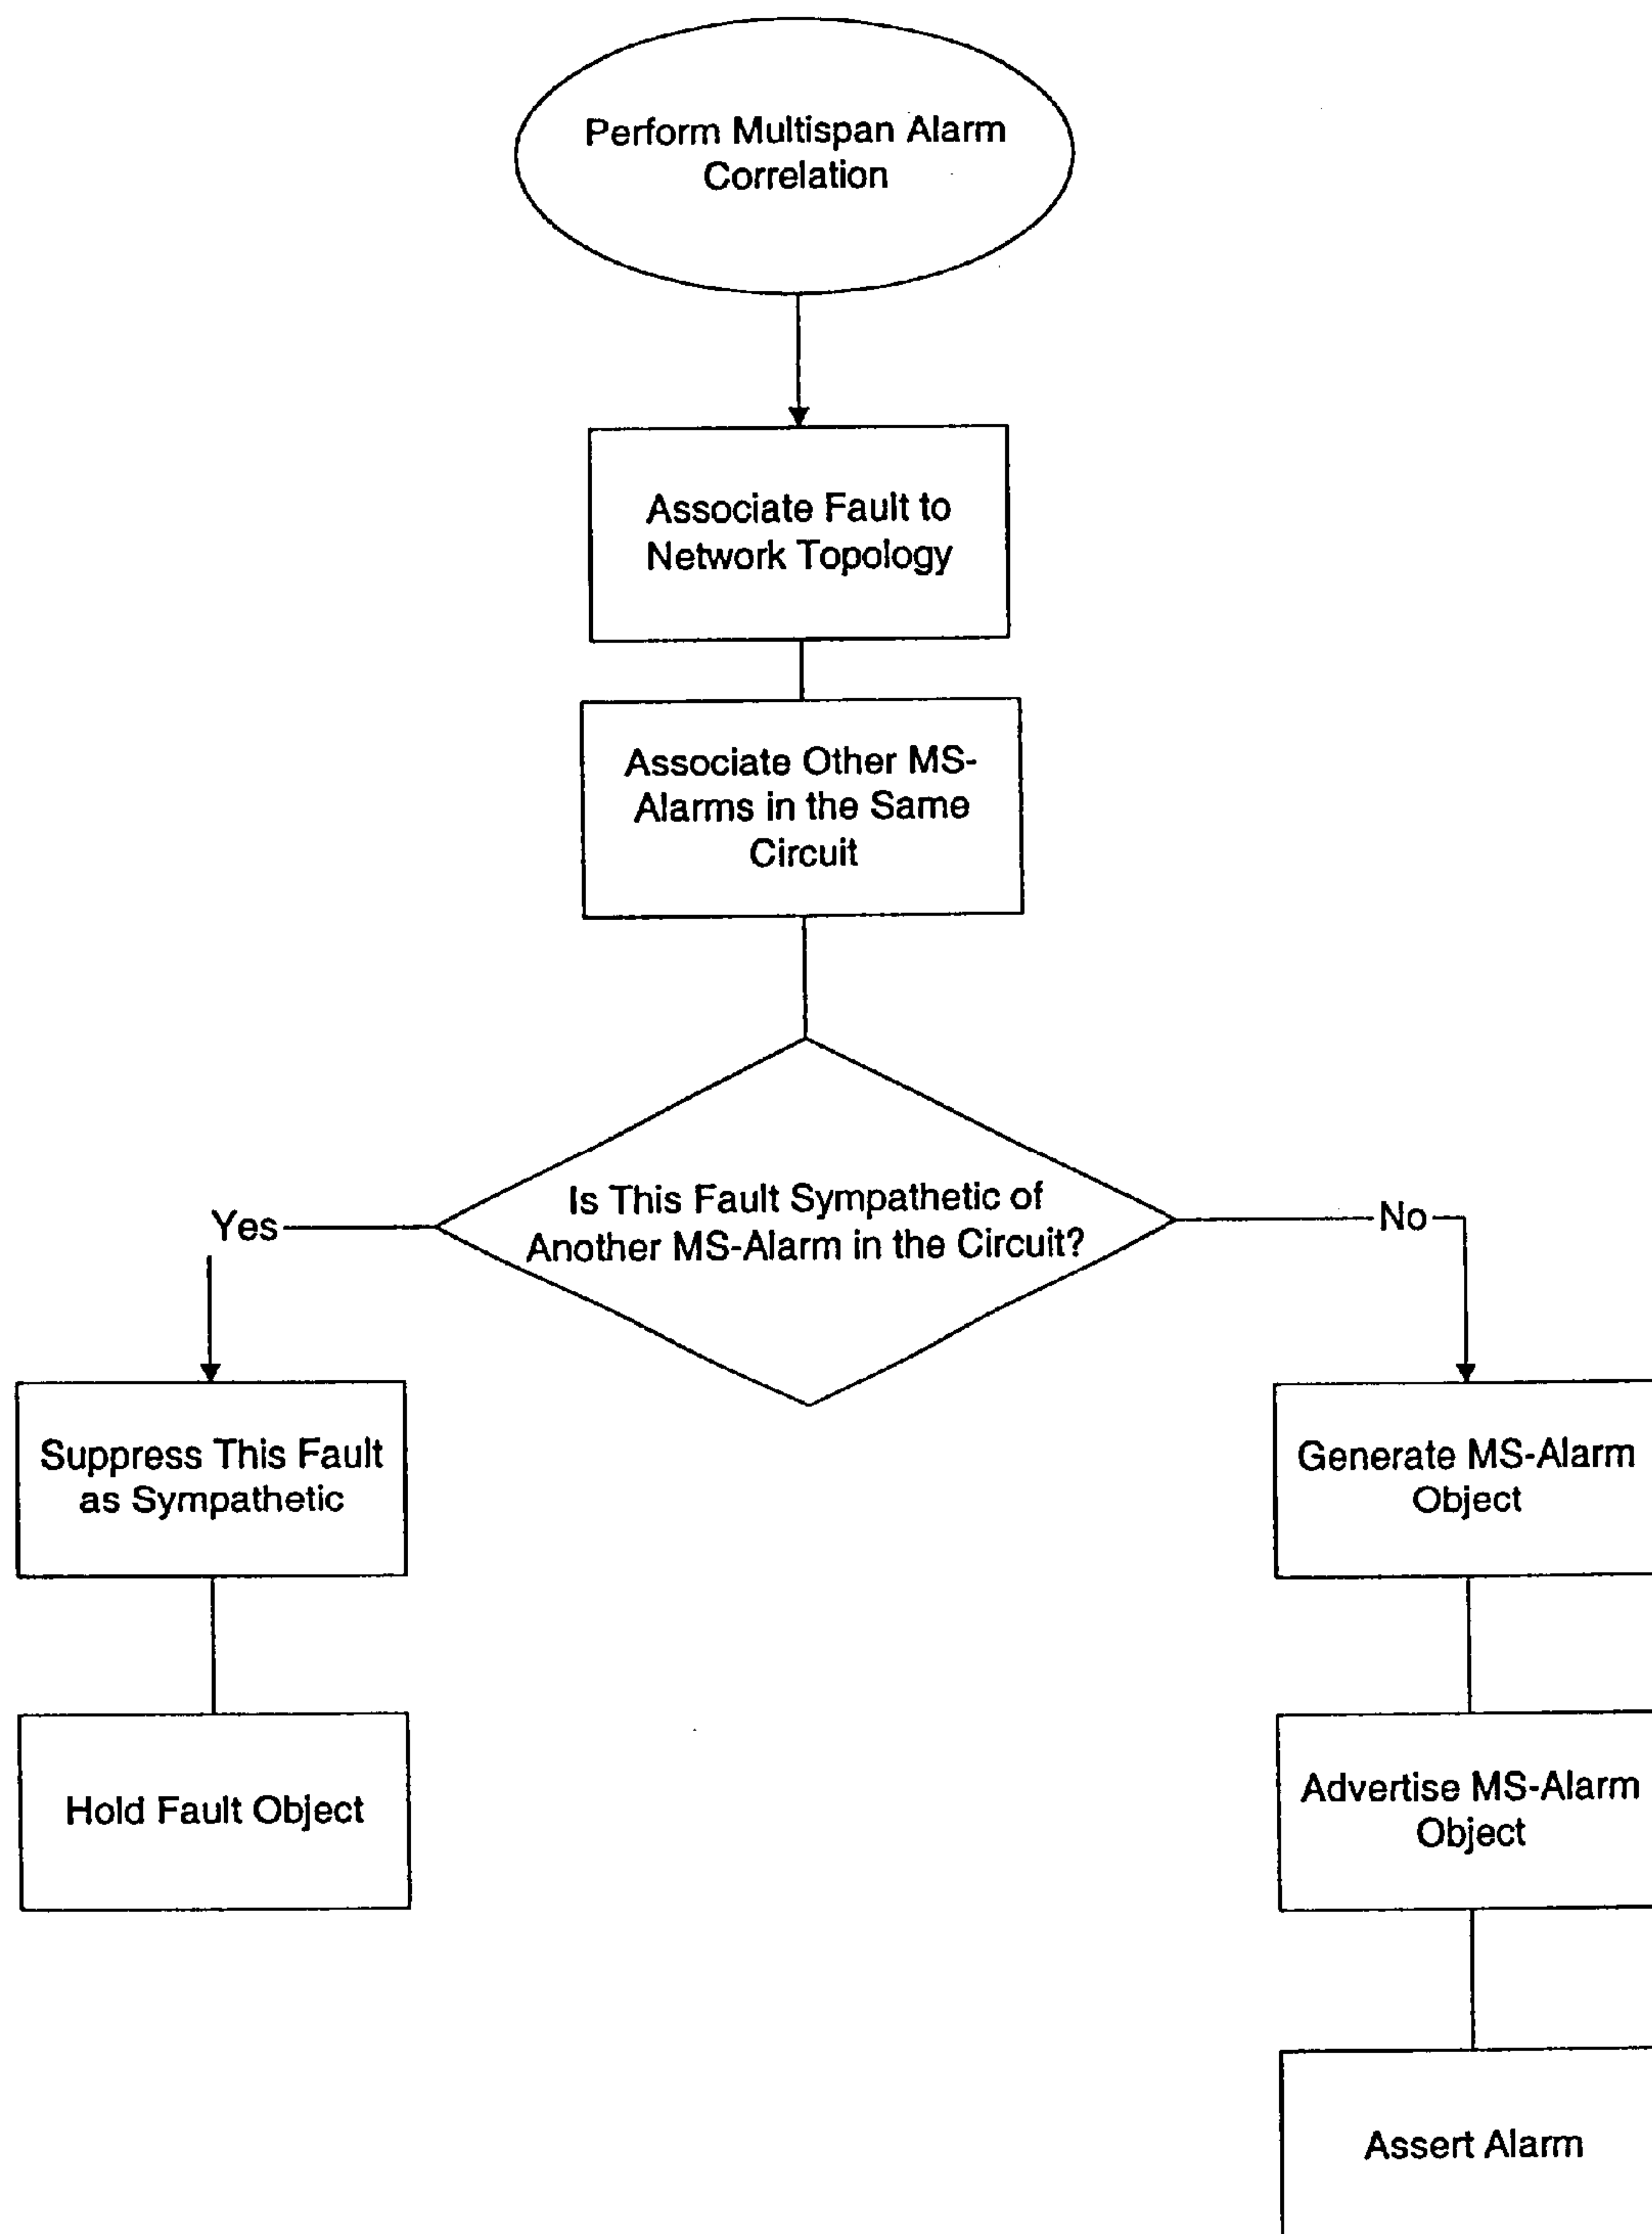 Perform Multispan Alarm
Correlation
Associate Fault to
Network Topology
Associate Other MS-
Alarms in the Same
Circuit
Is This Fault Sympathetic of
Another MS-Alarm in the Circuit?
Yes
No
Suppress This Fault
as Sympathetic
Generate MS-Alarm
Object
Hold Fault Object
Advertise MS-Alarm
Object
Assert Alarm